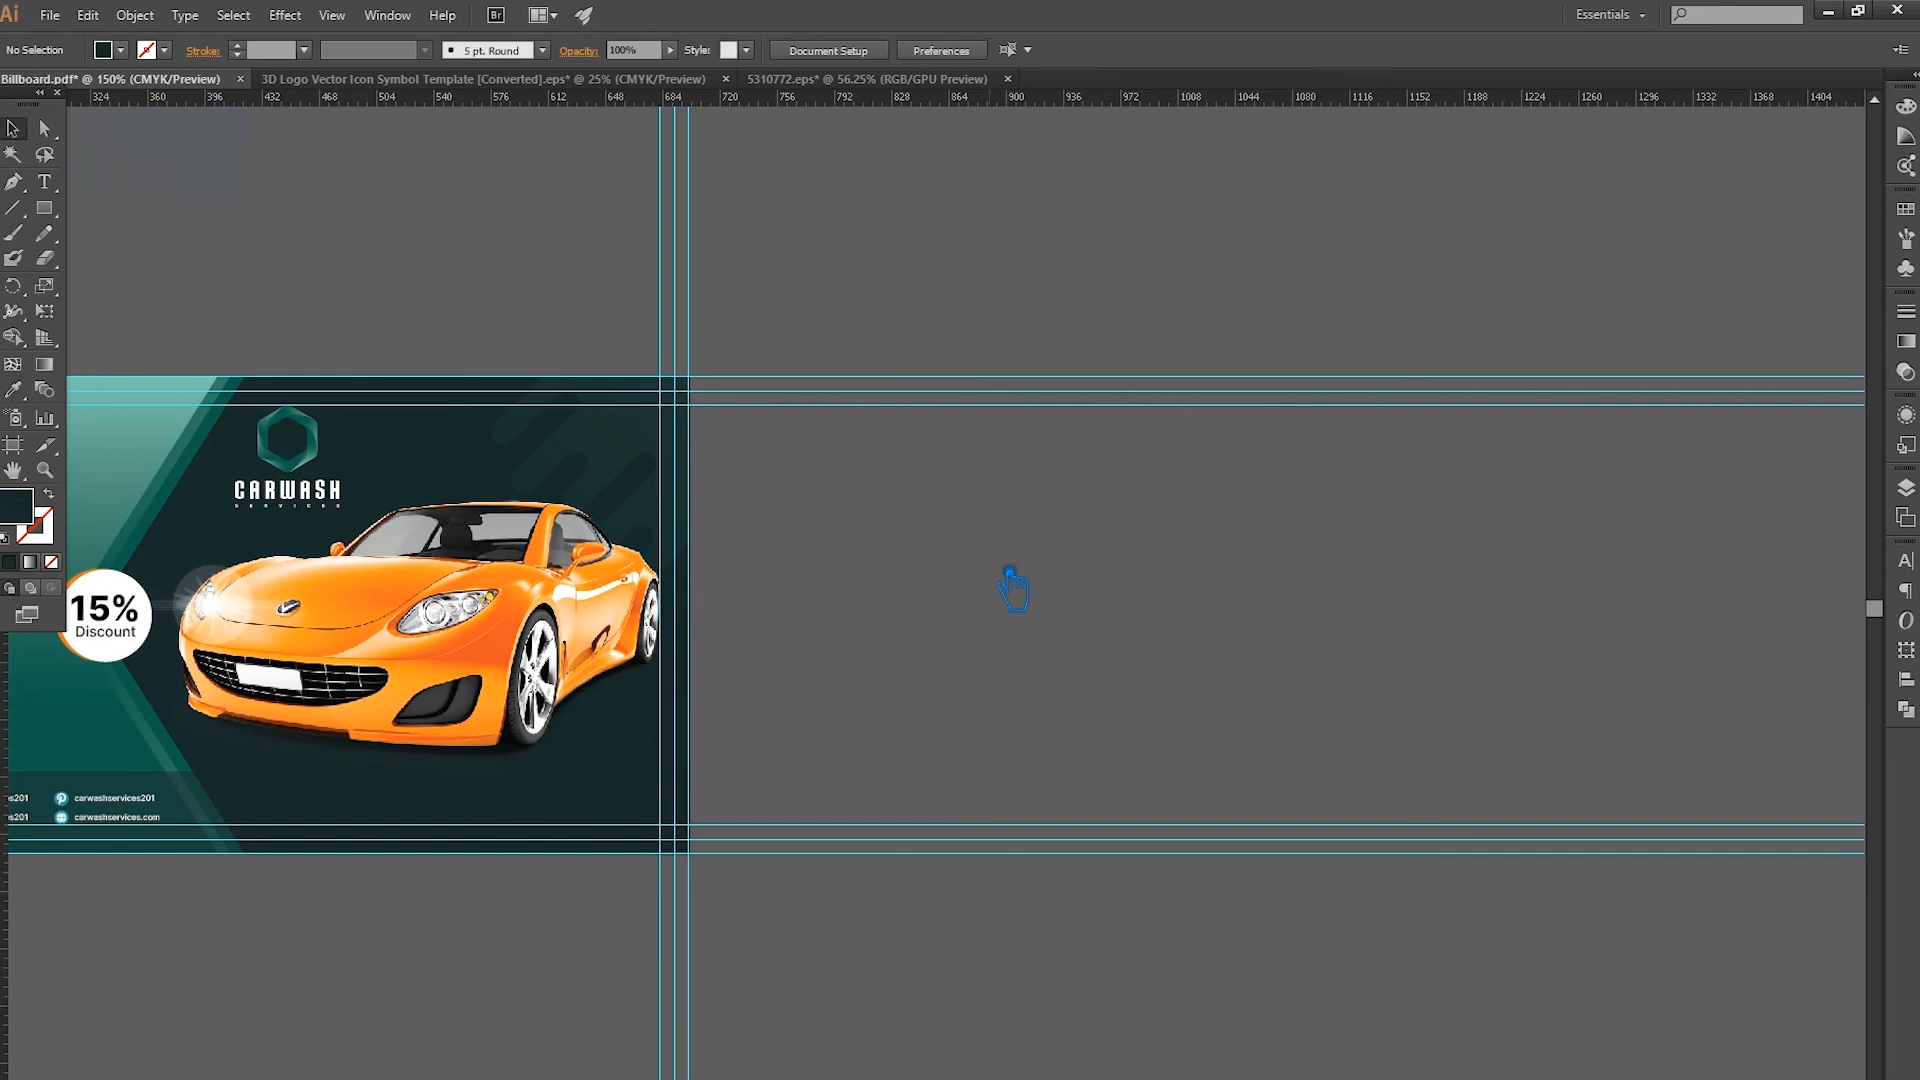 Ai File Edit Object Type Select Effect View Window Help Br Essentials
No Selection Stroke: 5 pt. Round Opacity: 100% Style: Document Setup Preferences
Billboard.pdf* @ 150% (CMYK/Preview) 3D Logo Vector Icon Symbol Template [Converted].eps* @ 25% (CMYK/Preview) 5310772.eps* @ 56.25% (RGB/GPU Preview)
324 360 396 432 468 504 540 576 612 648 684 720 756 792 828 864 900 936 972 1008 1044 1080 1116 1152 1188 1224 1260 1296 1332 1368 1404
CARWASH
SERVICES
15%
Discount
es201 carwashservices201
es201 carwashservices.com